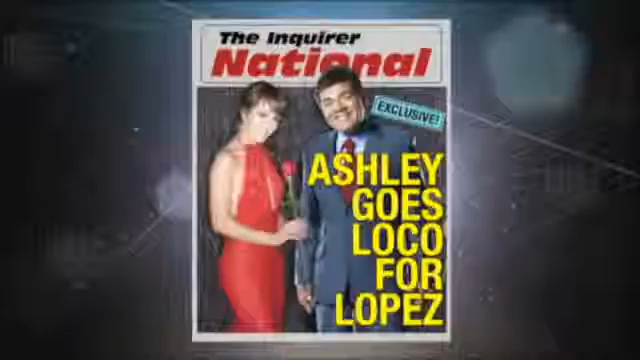 The Inquirer
National
EXCLUSIVE!
ASHLEY
GOES
LOCO
FOR
LOPEZ